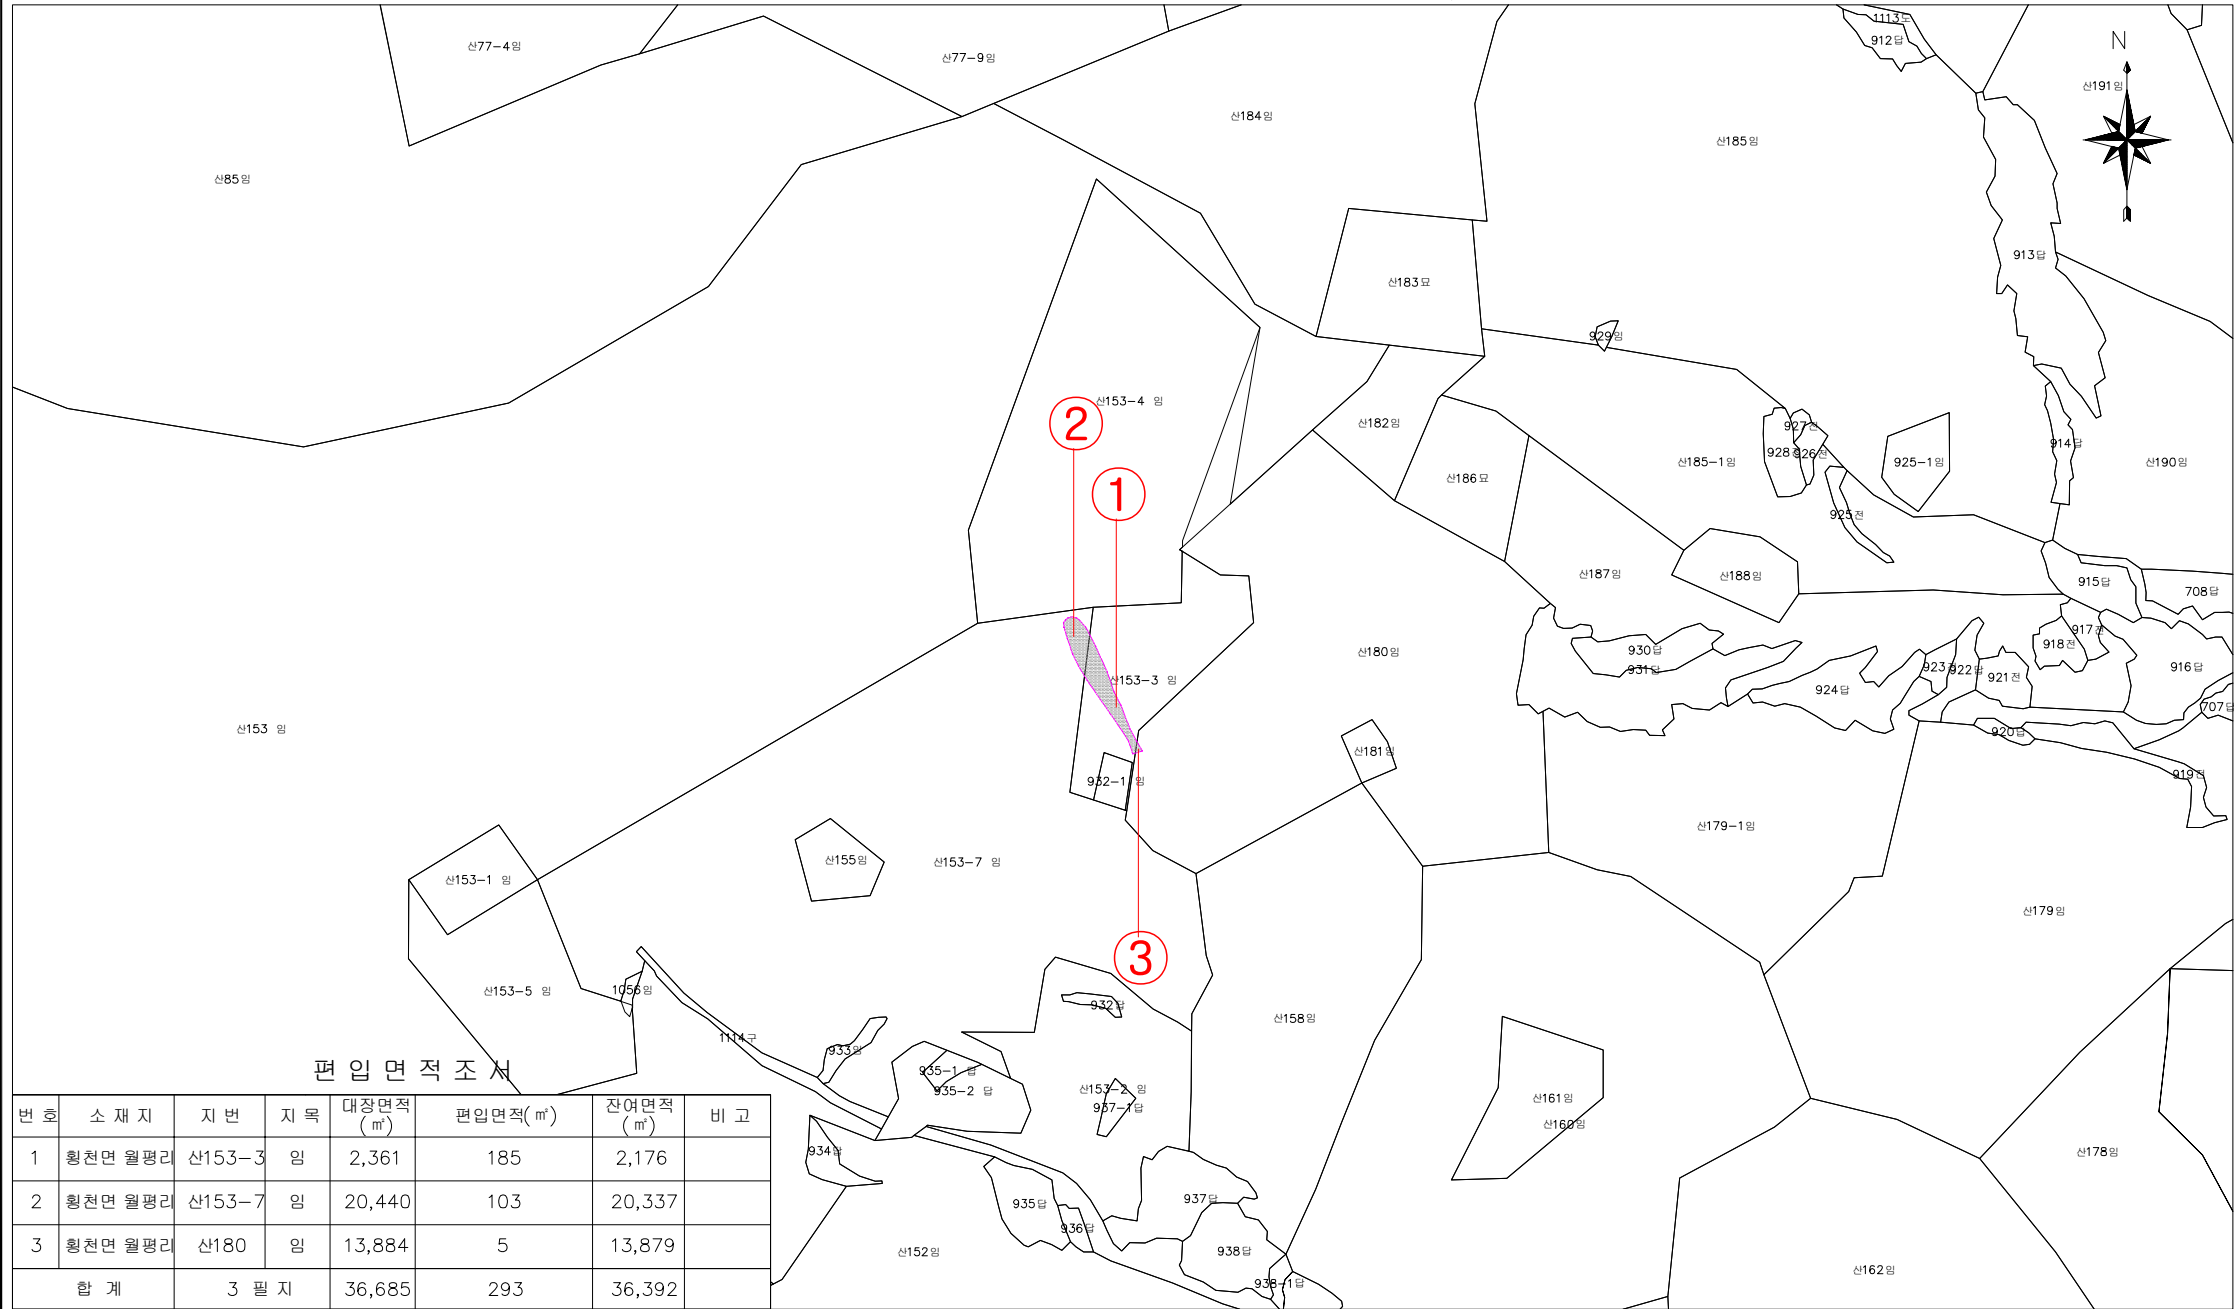 1113도
산77-4임
912답
N
산77-9임
산191임
산184임
산185임
산85임
913답
산183묘
929임
산153-4 임
②
산182임
927전
914답
928전
926전
산185-1임
925-1임
산190임
산186묘
①
925전
산187임
산188임
915답
708답
917전
918전
산180임
930답
931답
923전
922답
916답
산153-3 임
921전
924답
707답
산153 임
920답
산181임
919전
932-1 임
산179-1임
산155임
산153-7 임
산153-1 임
산179임
③
산153-5 임
1056임
932답
산158임
1114구
933임
935-1 답
935-2 답
산153-2 임
937-1답
산161임
산160임
934답
산178임
937답
935답
936답
산152임
938답
산162임
938-1답
편 입 면 적 조 서
번 호 소 재 지 지 번 지 목 대장면적(㎡) 편입면적(㎡) 잔여면적(㎡) 비 고
1 횡천면 월평리 산153-3 임 2,361 185 2,176
2 횡천면 월평리 산153-7 임 20,440 103 20,337
3 횡천면 월평리 산180 임 13,884 5 13,879
합 계 3 필 지 36,685 293 36,392